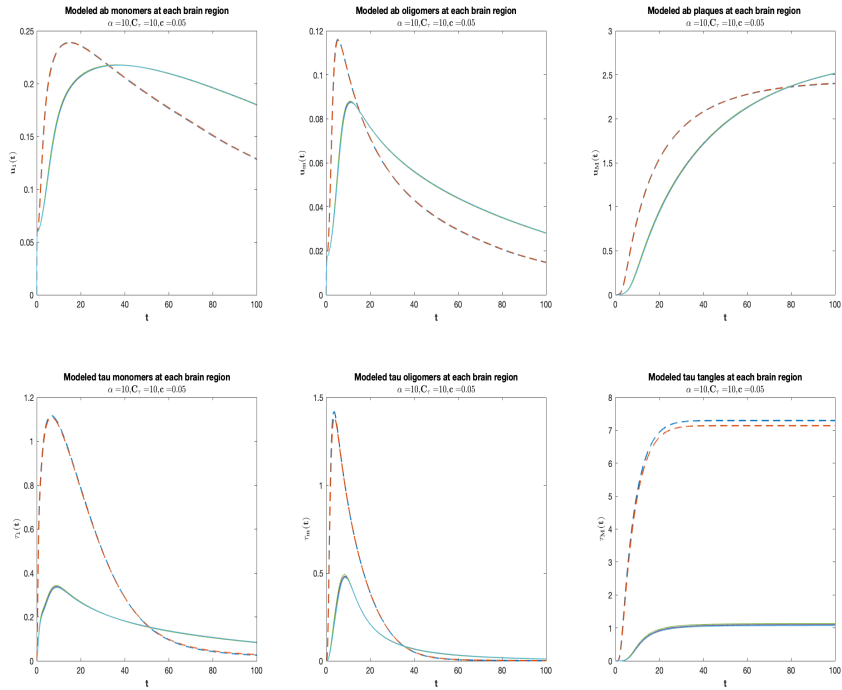 Modeled ab monomers at each brain region
α =10,C_τ =10,c =0.05
0.25
0.2
0.15
0.1
0.05
0
u₁(t)
0 20 40 60 80 100
t
Modeled ab oligomers at each brain region
α =10,C_τ =10,c =0.05
0.12
0.1
0.08
0.06
0.04
0.02
0
u_m(t)
0 20 40 60 80 100
t
Modeled ab plaques at each brain region
α =10,C_τ =10,c =0.05
3
2.5
2
1.5
1
0.5
0
u_M(t)
0 20 40 60 80 100
t
Modeled tau monomers at each brain region
α =10,C_τ =10,c =0.05
1.2
1
0.8
0.6
0.4
0.2
0
τ₁(t)
0 20 40 60 80 100
t
Modeled tau oligomers at each brain region
α =10,C_τ =10,c =0.05
1.5
1
0.5
0
τ_m(t)
0 20 40 60 80 100
t
Modeled tau tangles at each brain region
α =10,C_τ =10,c =0.05
8
7
6
5
4
3
2
1
0
τ_M(t)
0 20 40 60 80 100
t